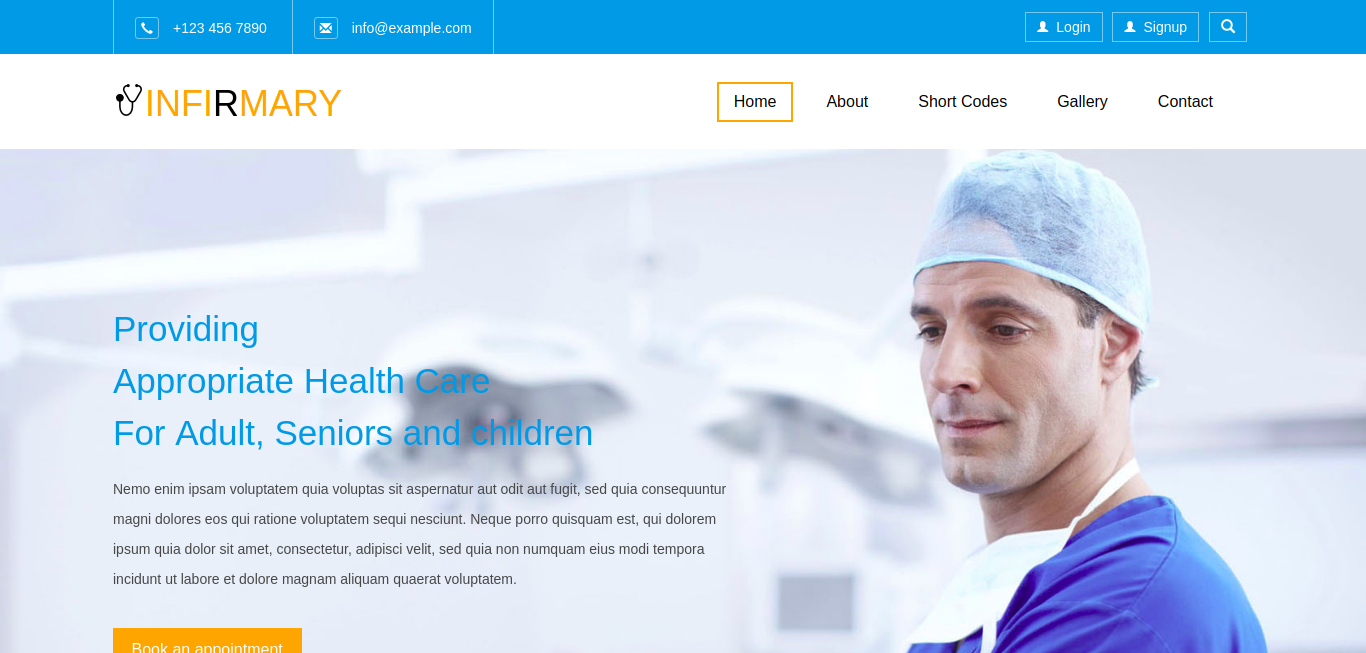 +123 456 7890
info@example.com
Login
Signup
INFIRMARY
Home
About
Short Codes
Gallery
Contact
Providing
Appropriate Health Care
For Adult, Seniors and children
Nemo enim ipsam voluptatem quia voluptas sit aspernatur aut odit aut fugit, sed quia consequuntur
magni dolores eos qui ratione voluptatem sequi nesciunt. Neque porro quisquam est, qui dolorem
ipsum quia dolor sit amet, consectetur, adipisci velit, sed quia non numquam eius modi tempora
incidunt ut labore et dolore magnam aliquam quaerat voluptatem.
Book an appointment